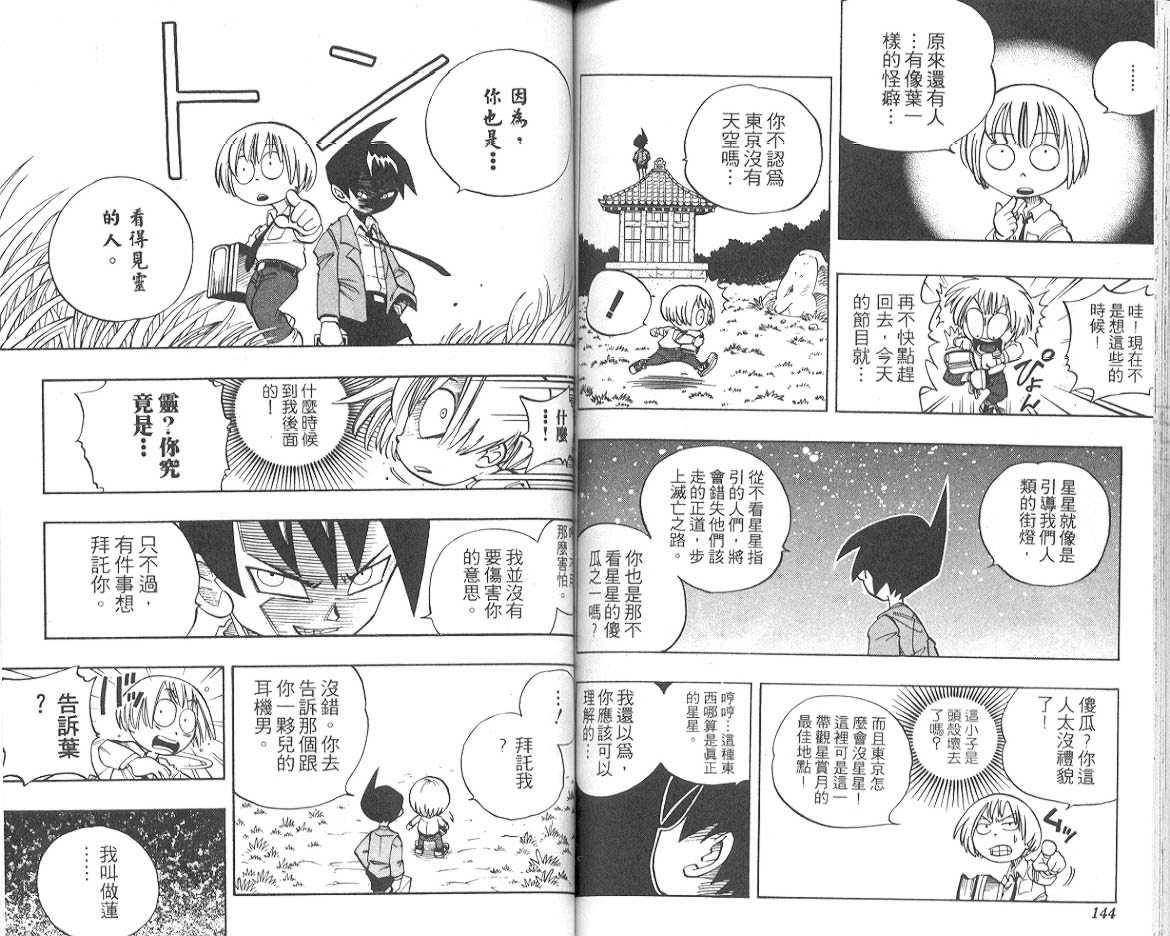 ……
原來還有人
…有像葉一
樣的怪癖…
哇！現在不
是想這些的
時候！
再不快點趕
回去，今天
的節目就…
ぴょん
你不認為
東京沒有
天空嗎…
！
星星就像是
引導我們人
類的街燈，
從不看星星指
引的人們，將
會錯失他們該
走的正道，步
上滅亡之路。
你也是那不
看星星的傻
瓜之一嗎？
傻瓜？你這
人太沒禮貌
了！
這小子是
頭殼壞去
了嗎？
而且東京怎
麼會沒星星！
這裡可是這一
帶觀星賞月的
最佳地點！
ムッ
哼哼…這種東
西哪算是真正
的星星。
我還以為，
你應該可以
理解的…
144
ドーン
因為，
你也是…
看得見靈
的人。
什麼
…！
什麼時候
到我後面
的！
靈？你究
竟是…
那麼害怕。
我並沒有
要傷害你
的意思。
只不過，
有件事想
拜託你。
…！
拜託我
？
沒錯。你去
告訴那個跟
你一夥兒的
耳機男。
告訴葉
？
我叫做蓮
……